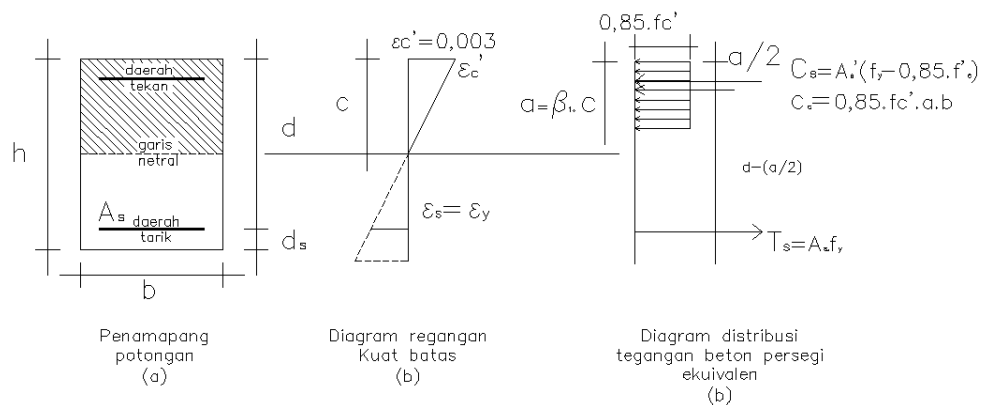 h
daerah
tekan
garis
netral
As
daerah
tarik
b
d
ds
Penamapang
potongan
(a)
εc'=0,003
εc'
c
εs= εy
Diagram regangan
Kuat batas
(b)
0,85.fc'
a/2
a=β1.C
Cs=As'(fy-0,85.f'c)
Cc=0,85.fc'.a.b
d-(a/2)
Ts=As.fy
Diagram distribusi
tegangan beton persegi
ekuivalen
(b)